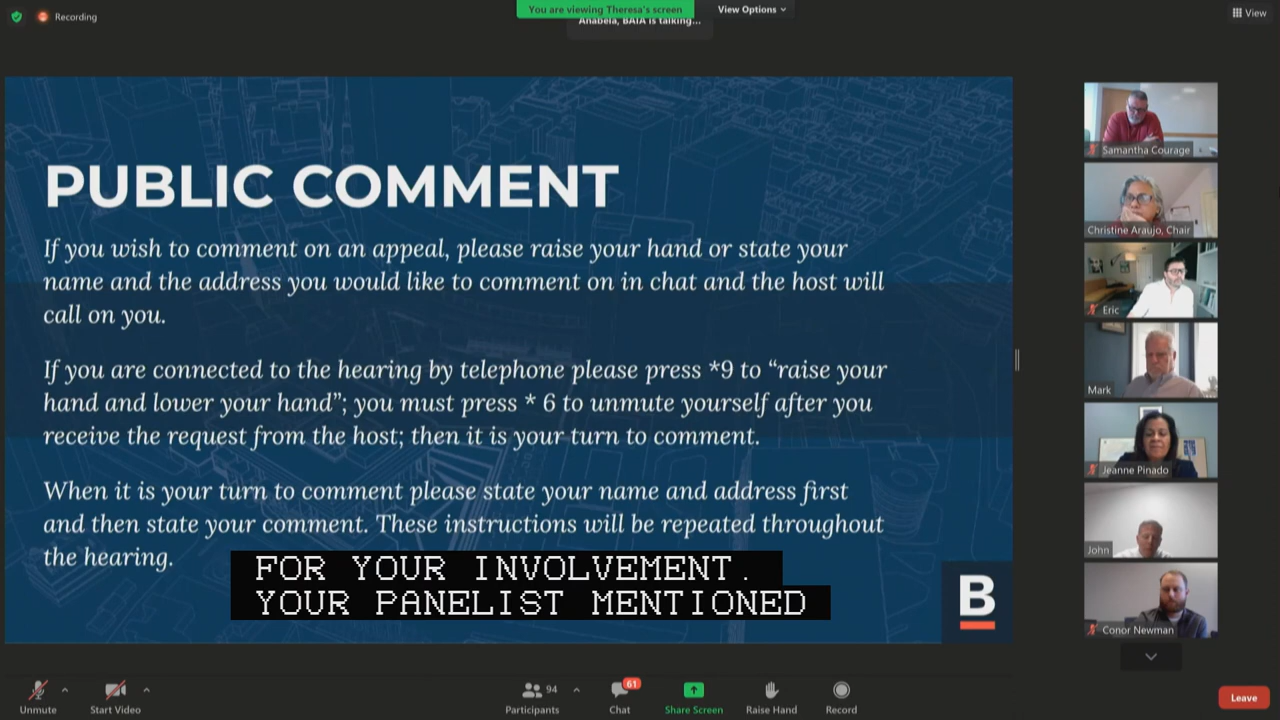 Recording
You are viewing Theresa's screen
View Options
View
Anabela, BAIA is talking...
PUBLIC COMMENT
If you wish to comment on an appeal, please raise your hand or state your
name and the address you would like to comment on in chat and the host will
call on you.
If you are connected to the hearing by telephone please press *9 to “raise your
hand and lower your hand”; you must press * 6 to unmute yourself after you
receive the request from the host; then it is your turn to comment.
When it is your turn to comment please state your name and address first
and then state your comment. These instructions will be repeated throughout
the hearing.
FOR YOUR INVOLVEMENT.
YOUR PANELIST MENTIONED
B
Samantha Courage
Christine Araujo, Chair
Eric
Mark
Jeanne Pinado
John
Conor Newman
Unmute
Start Video
94
Participants
61
Chat
Share Screen
Raise Hand
Record
Leave